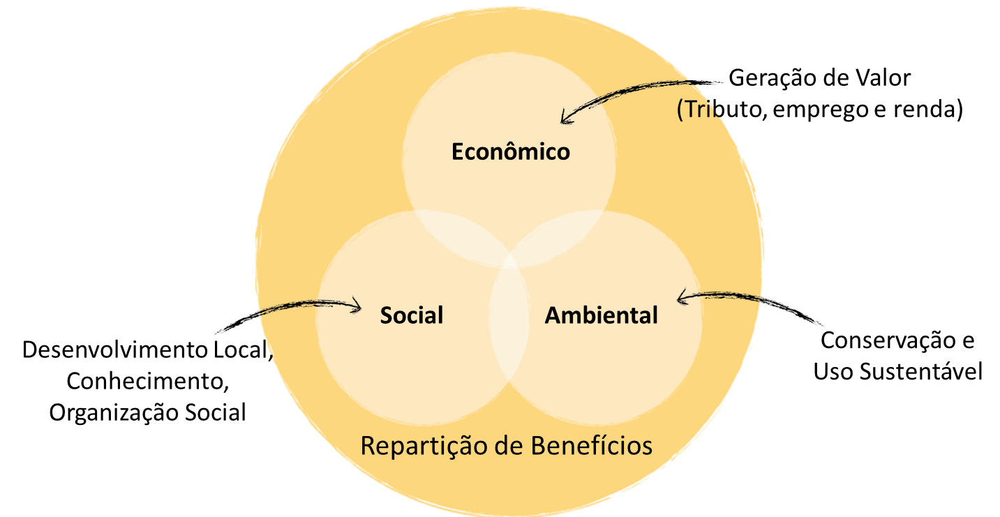 Geração de Valor
(Tributo, emprego e renda)
Econômico
Social
Ambiental
Desenvolvimento Local,
Conhecimento,
Organização Social
Conservação e
Uso Sustentável
Repartição de Benefícios